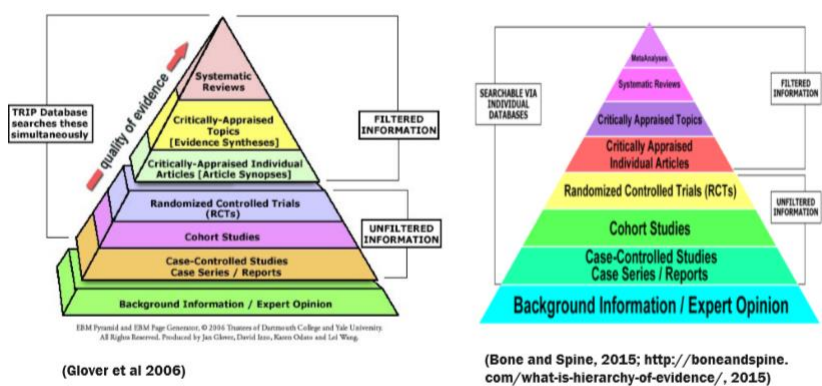 quality of evidence
TRIP Database
searches these
simultaneously
Systematic
Reviews
Critically-Appraised
Topics
[Evidence Syntheses]
Critically-Appraised Individual
Articles [Article Synopses]
FILTERED
INFORMATION
Randomized Controlled Trials
(RCTs)
Cohort Studies
UNFILTERED
INFORMATION
Case-Controlled Studies
Case Series / Reports
Background Information / Expert Opinion
EBM Pyramid and EBM Page Generator, © 2006 Trustees of Dartmouth College and Yale University.
All Rights Reserved. Produced by Jan Glover, David Izzo, Karen Odato and Lei Wang.
(Glover et al 2006)
MetaAnalyses
Systematic Reviews
SEARCHABLE VIA
INDIVIDUAL
DATABASES
FILTERED
INFORMATION
Critically Appraised Topics
Critically Appraised
Individual Articles
Randomized Controlled Trials (RCTs)
UNFILTERED
INFORMATION
Cohort Studies
Case-Controlled Studies
Case Series / Reports
Background Information / Expert Opinion
(Bone and Spine, 2015; http://boneandspine.
com/what-is-hierarchy-of-evidence/, 2015)